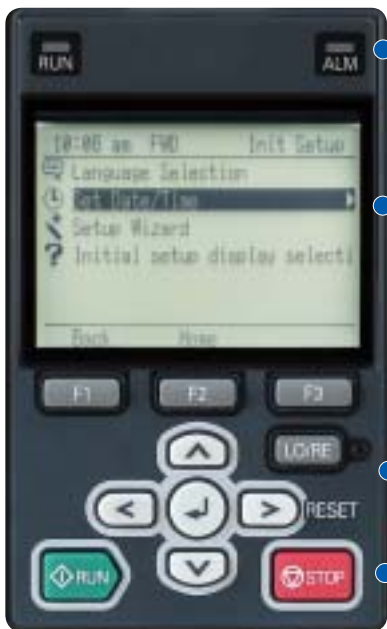 RUN ALM
10:06 am FWD Init Setup
Language Selection
Set Date/Time
Setup Wizard
? Initial setup display selecti
Back Home
F1 F2 F3
LO/RE
RESET
RUN STOP